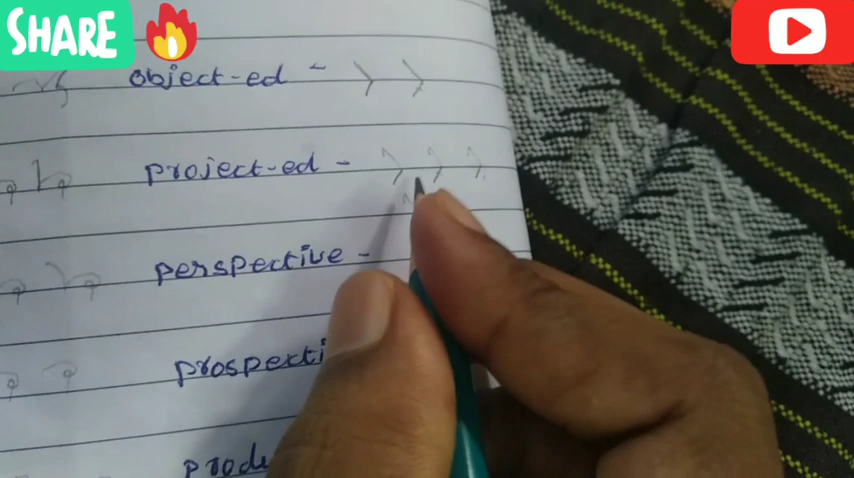 SHARE
object-ed -
project-ed -
perspective -
prospecti
produ